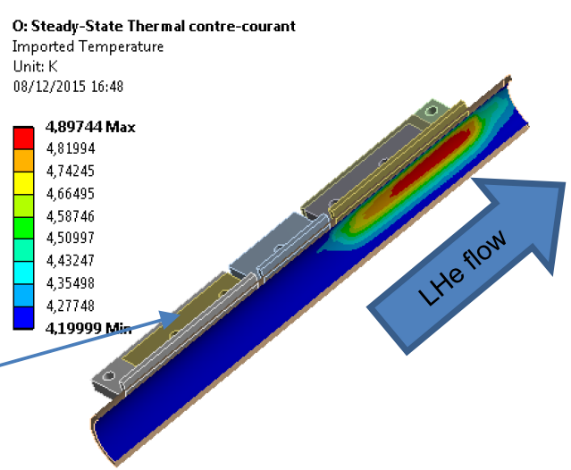 O: Steady-State Thermal contre-courant
Imported Temperature
Unit: K
08/12/2015 16:48
4,89744 Max
4,81994
4,74245
4,66495
4,58746
4,50997
4,43247
4,35498
4,27748
4,19999 Min
LHe flow